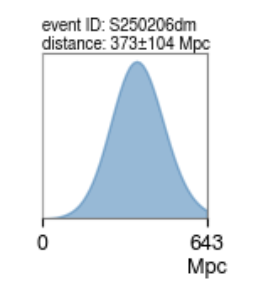 event ID: S250206dm
distance: 373±104 Mpc
0 643
Mpc